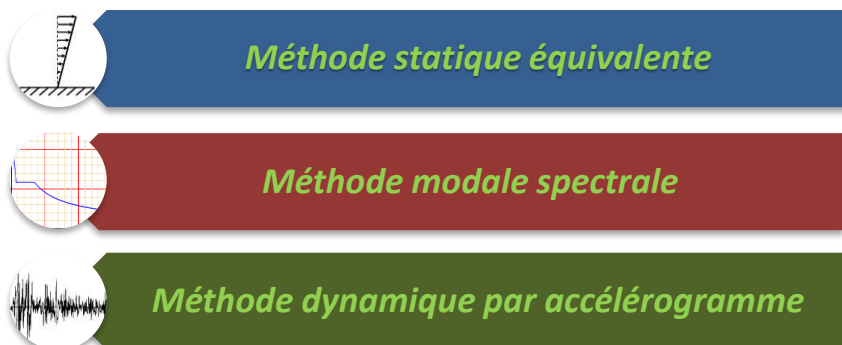 Méthode statique équivalente
Méthode modale spectrale
Méthode dynamique par accélérogramme